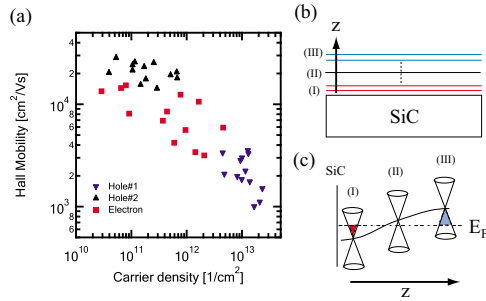 (a)
Hall Mobility [cm²/Vs]
4
2
10⁴
8
6
4
2
10³
8
6
Hole#1
Hole#2
Electron
10¹⁰ 10¹¹ 10¹² 10¹³
Carrier density [1/cm²]
(b)
z
(III)
(II)
(I)
SiC
(c)
SiC
(I)
(II)
(III)
E_F
z